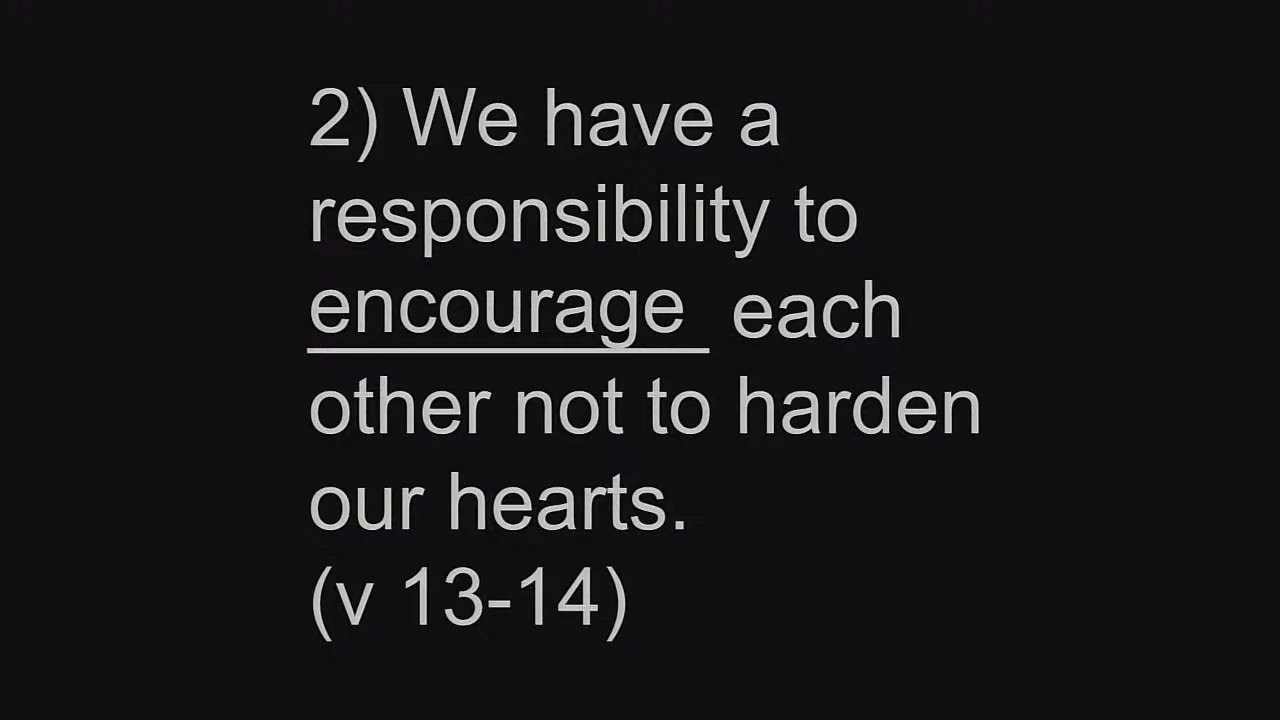 2) We have a
responsibility to
encourage each
other not to harden
our hearts.
(v 13-14)